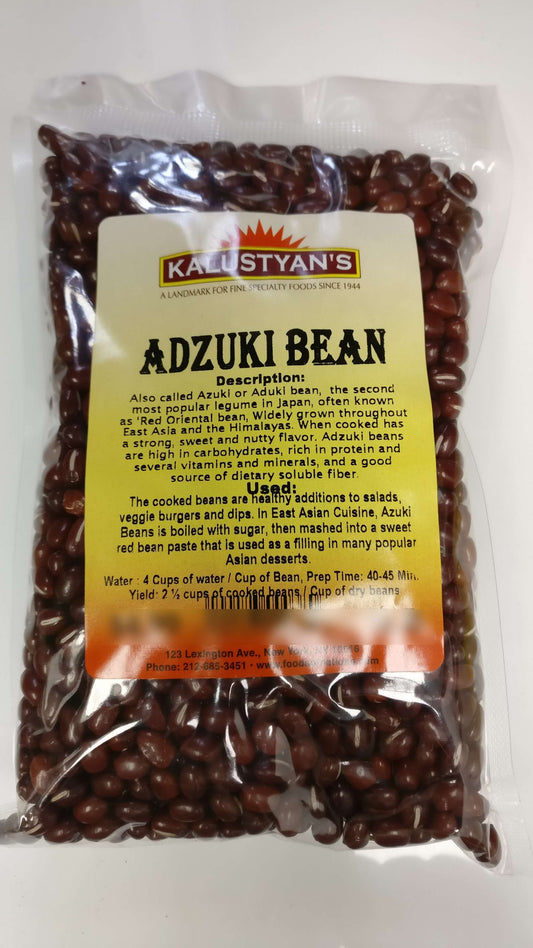 KALUSTYAN'S
A LANDMARK FOR FINE SPECIALTY FOODS SINCE 1944
ADZUKI BEAN
Description:
Also called Azuki or Aduki bean, the second
most popular legume in Japan, often known
as 'Red Oriental bean, Widely grown throughout
East Asia and the Himalayas. When cooked has
a strong, sweet and nutty flavor. Adzuki beans
are high in carbohydrates, rich in protein and
several vitamins and minerals, and a good
source of dietary soluble fiber.
Used:
The cooked beans are healthy additions to salads,
veggie burgers and dips. In East Asian Cuisine, Azuki
Beans is boiled with sugar, then mashed into a sweet
red bean paste that is used as a filling in many popular
Asian desserts.
Water : 4 Cups of water / Cup of Bean, Prep Time: 40-45 Min.
Yield: 2 ½ cups of cooked beans / Cup of dry beans
123 Lexington Ave., New York, NY 10016
Phone: 212-685-3451 •